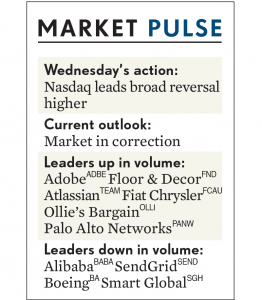 MARKET PULSE
Wednesday's action:
Nasdaq leads broad reversal
higher
Current outlook:
Market in correction
Leaders up in volume:
Adobe ADBE Floor & Decor FND
Atlassian TEAM Fiat Chrysler FCAU
Ollie's Bargain OLLI
Palo Alto Networks PANW
Leaders down in volume:
Alibaba BABA SendGrid SEND
Boeing BA Smart Global SGH